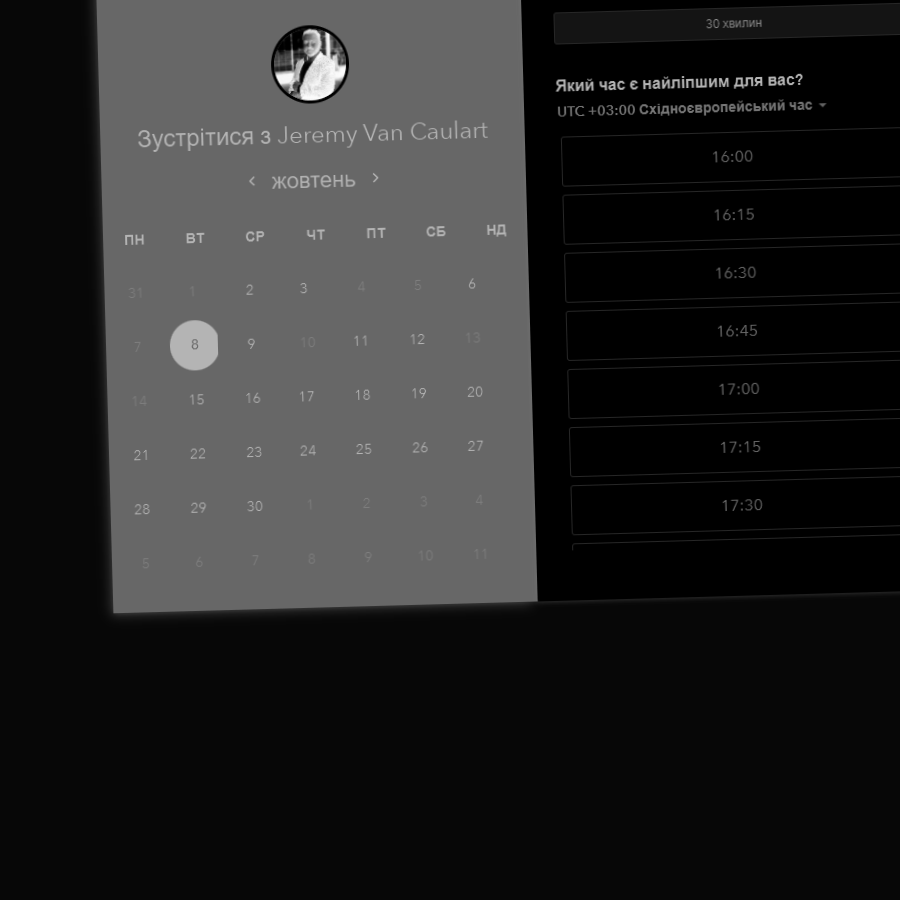 Зустрітися з Jeremy Van Caulart
жовтень
ПН ВТ СР ЧТ ПТ СБ НД
31 1 2 3 4 5 6
7 8 9 10 11 12 13
14 15 16 17 18 19 20
21 22 23 24 25 26 27
28 29 30 1 2 3 4
5 6 7 8 9 10 11
30 хвилин
Який час є найліпшим для вас?
UTC +03:00 Східноєвропейський час
16:00
16:15
16:30
16:45
17:00
17:15
17:30